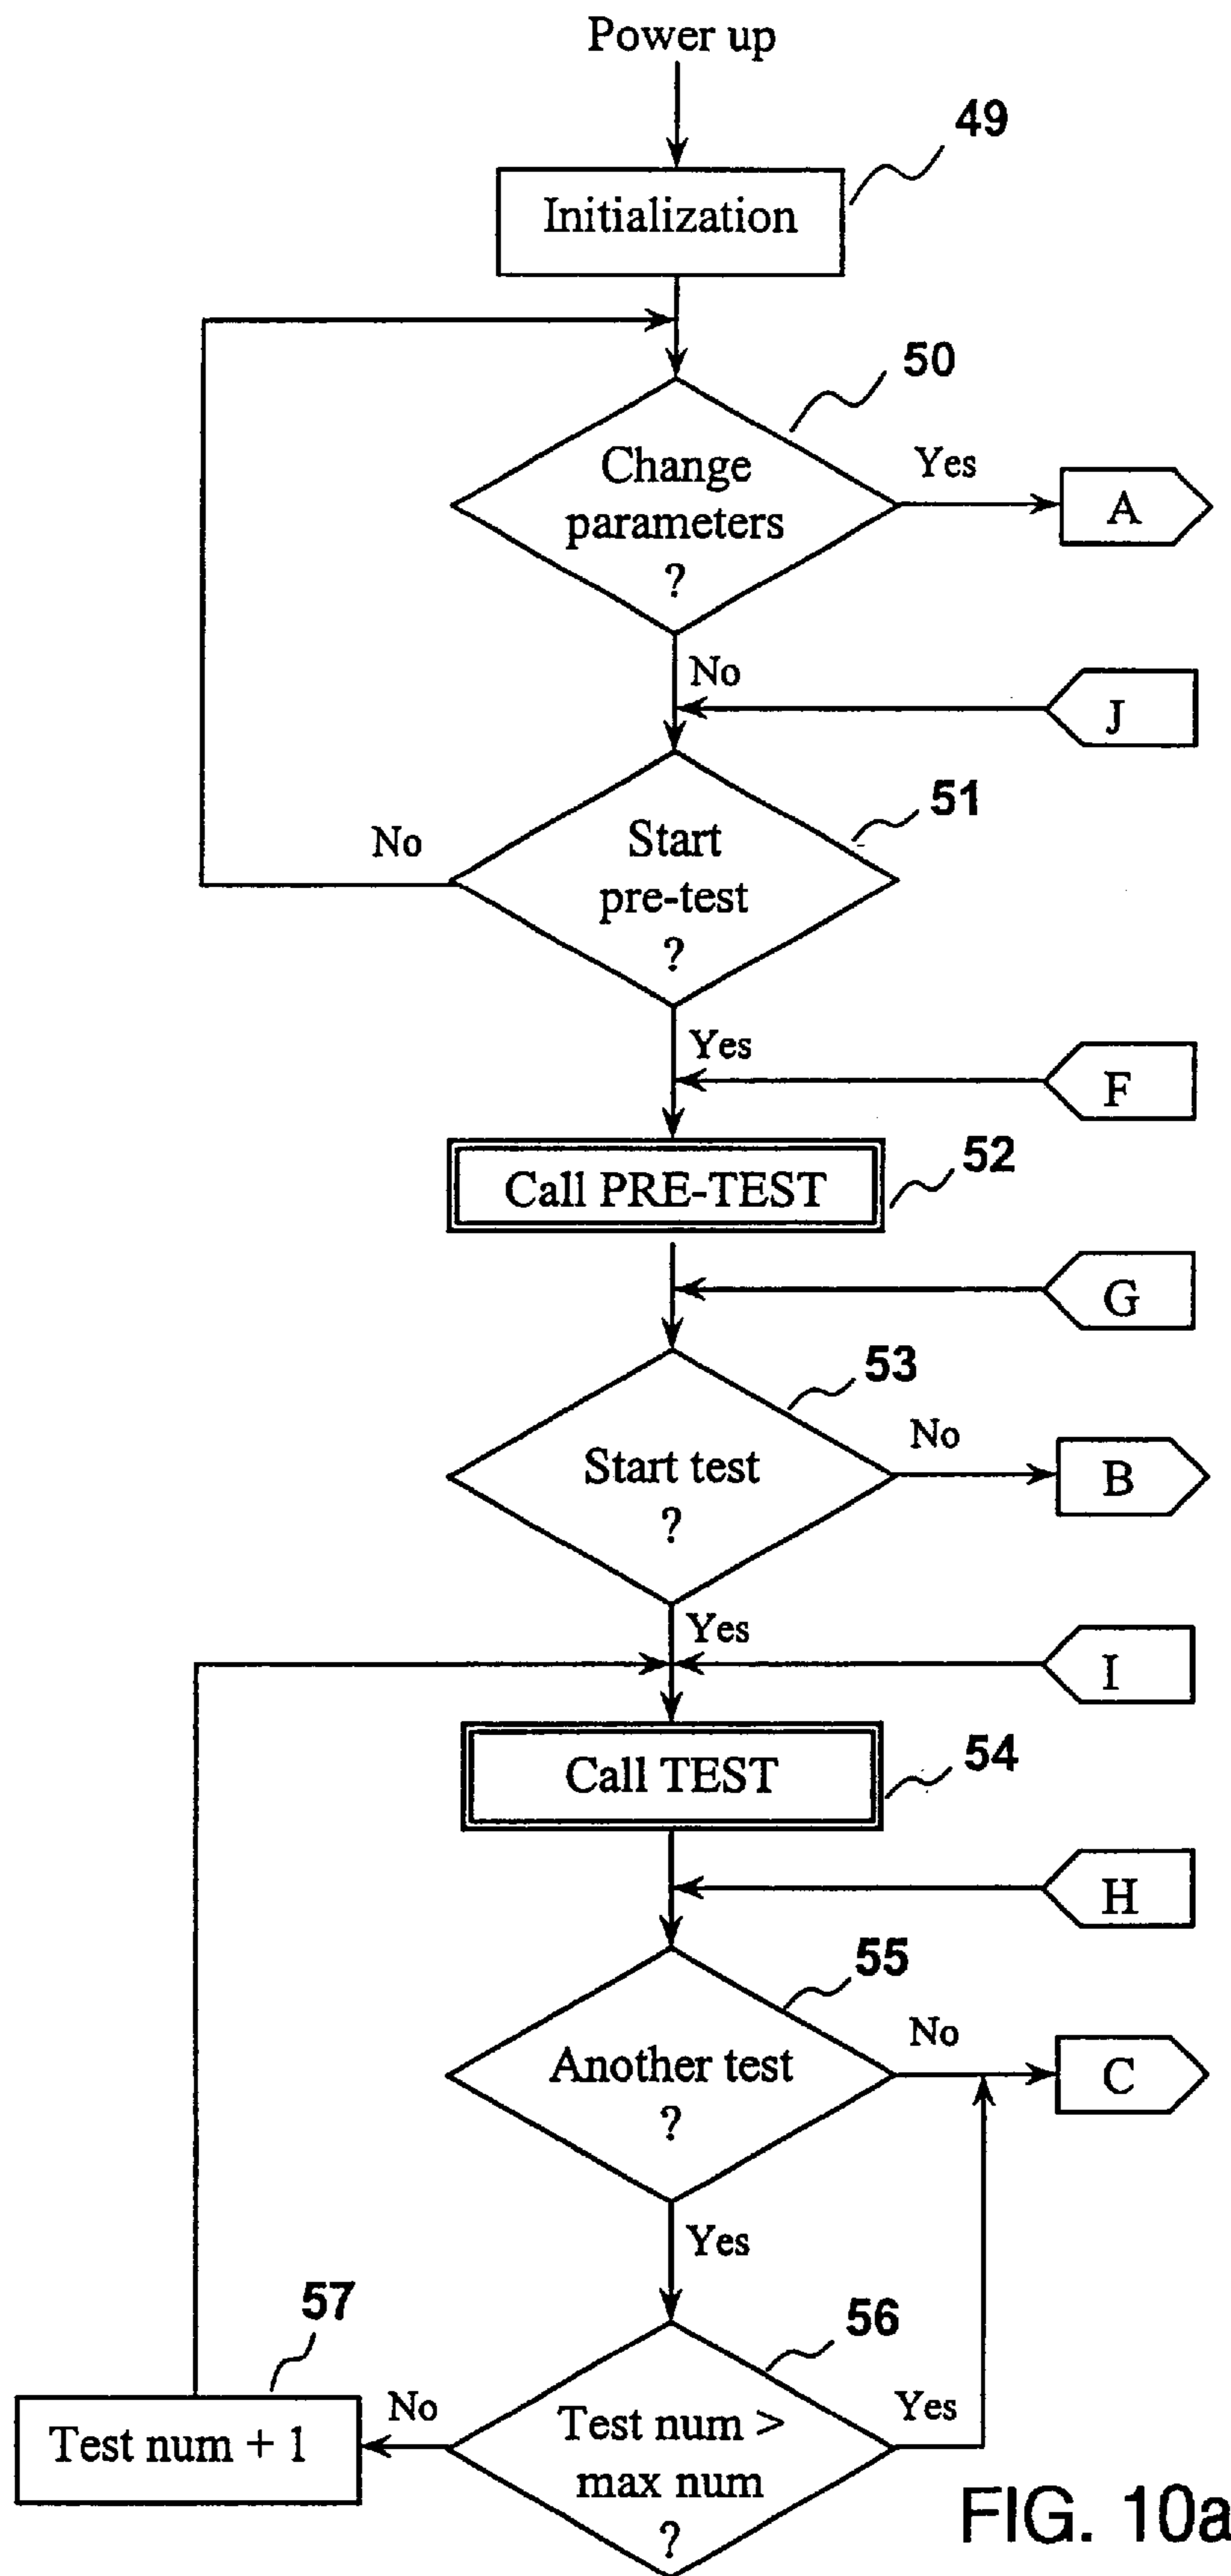 Power up
49
Initialization
50
Change
parameters
?
Yes
A
No
J
51
Start
pre-test
?
No
Yes
F
52
Call PRE-TEST
G
53
Start test
?
No
B
Yes
I
54
Call TEST
H
55
Another test
?
No
C
Yes
56
57
Test num >
max num
?
Yes
No
Test num + 1
FIG. 10a